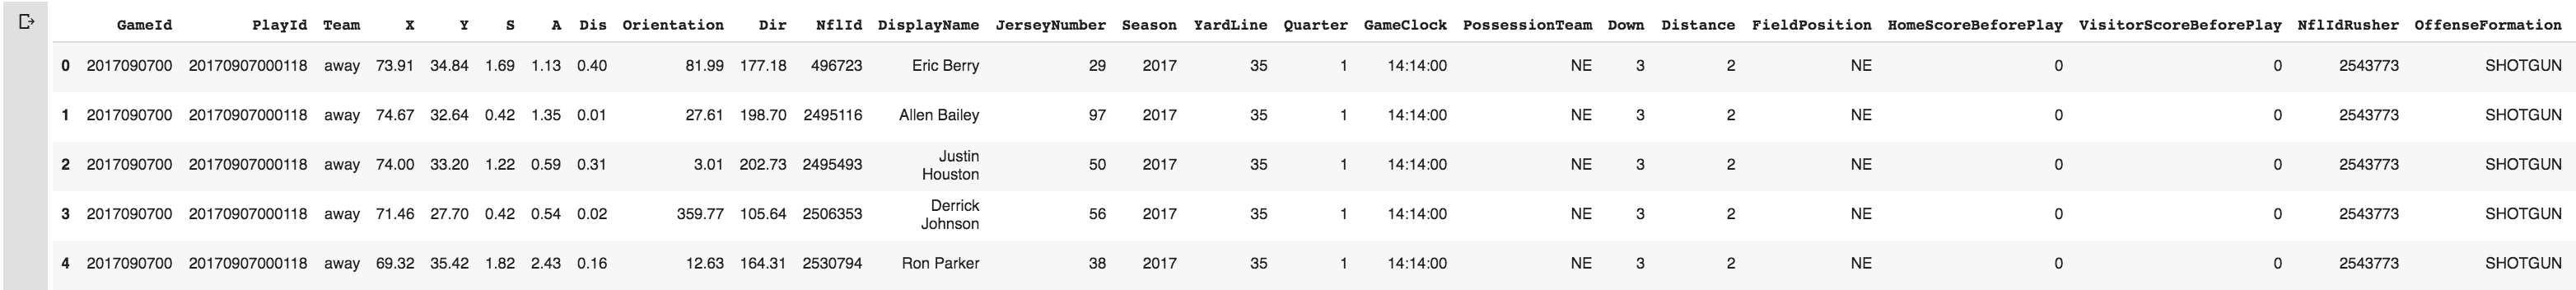 GameId PlayId Team X Y S A Dis Orientation Dir NflId DisplayName JerseyNumber Season YardLine Quarter GameClock PossessionTeam Down Distance FieldPosition HomeScoreBeforePlay VisitorScoreBeforePlay NflIdRusher OffenseFormation
0 2017090700 20170907000118 away 73.91 34.84 1.69 1.13 0.40 81.99 177.18 496723 Eric Berry 29 2017 35 1 14:14:00 NE 3 2 NE 0 0 2543773 SHOTGUN
1 2017090700 20170907000118 away 74.67 32.64 0.42 1.35 0.01 27.61 198.70 2495116 Allen Bailey 97 2017 35 1 14:14:00 NE 3 2 NE 0 0 2543773 SHOTGUN
2 2017090700 20170907000118 away 74.00 33.20 1.22 0.59 0.31 3.01 202.73 2495493 Justin Houston 50 2017 35 1 14:14:00 NE 3 2 NE 0 0 2543773 SHOTGUN
3 2017090700 20170907000118 away 71.46 27.70 0.42 0.54 0.02 359.77 105.64 2506353 Derrick Johnson 56 2017 35 1 14:14:00 NE 3 2 NE 0 0 2543773 SHOTGUN
4 2017090700 20170907000118 away 69.32 35.42 1.82 2.43 0.16 12.63 164.31 2530794 Ron Parker 38 2017 35 1 14:14:00 NE 3 2 NE 0 0 2543773 SHOTGUN